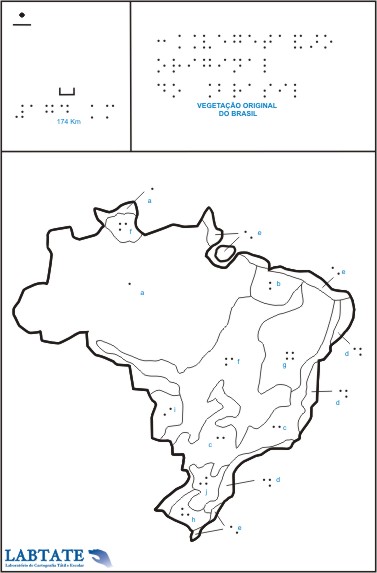 174 Km
VEGETAÇÃO ORIGINAL
DO BRASIL
a
f
e
a
b
e
d
f
g
d
i
c
c
j
d
h
e
LABTATE
Laboratório de Cartografia Tátil e Escolar